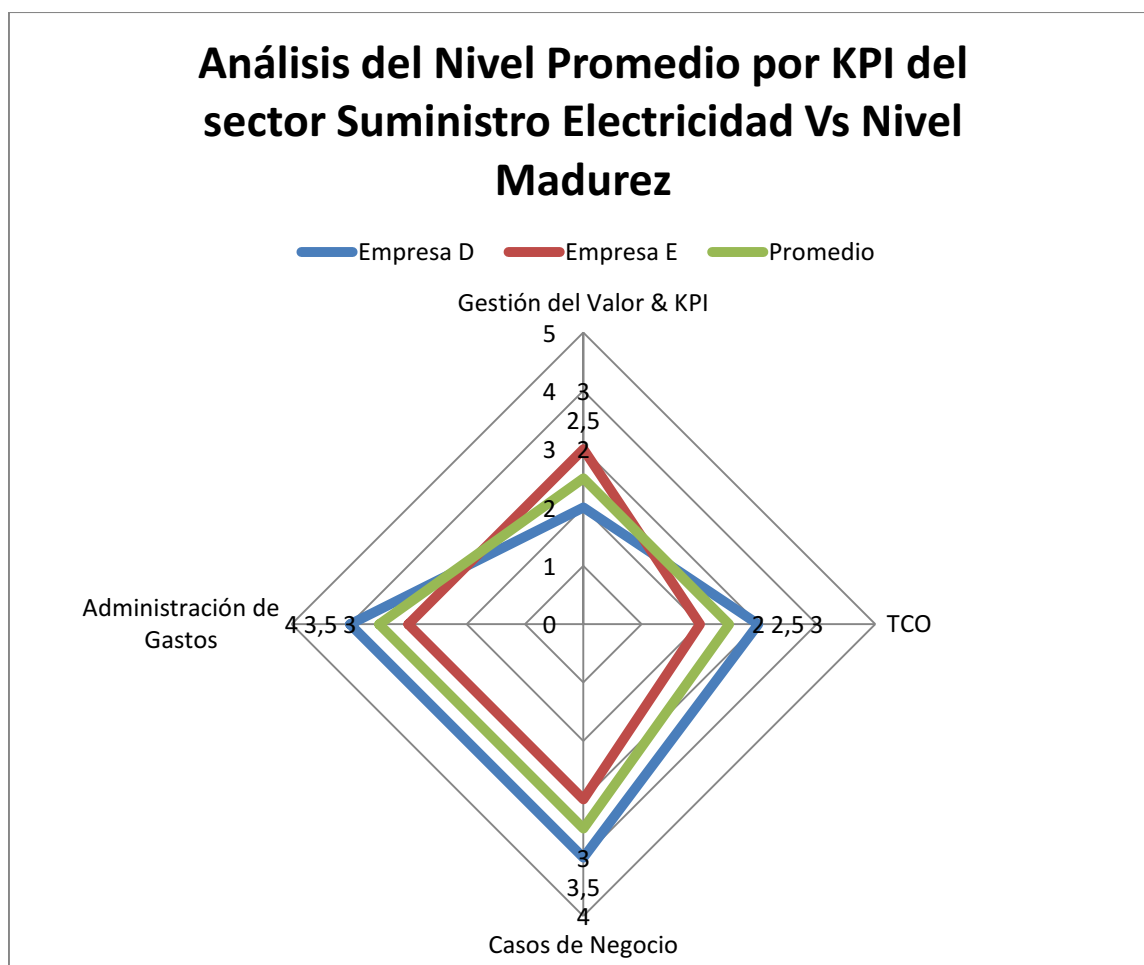 Análisis del Nivel Promedio por KPI del
sector Suministro Electricidad Vs Nivel
Madurez
Empresa D Empresa E Promedio
Gestión del Valor & KPI
5
4 3
2,5
3 2
2
1
Administración de
Gastos
4 3,5 3 0 2 2,5 3 TCO
3
3,5
4
Casos de Negocio